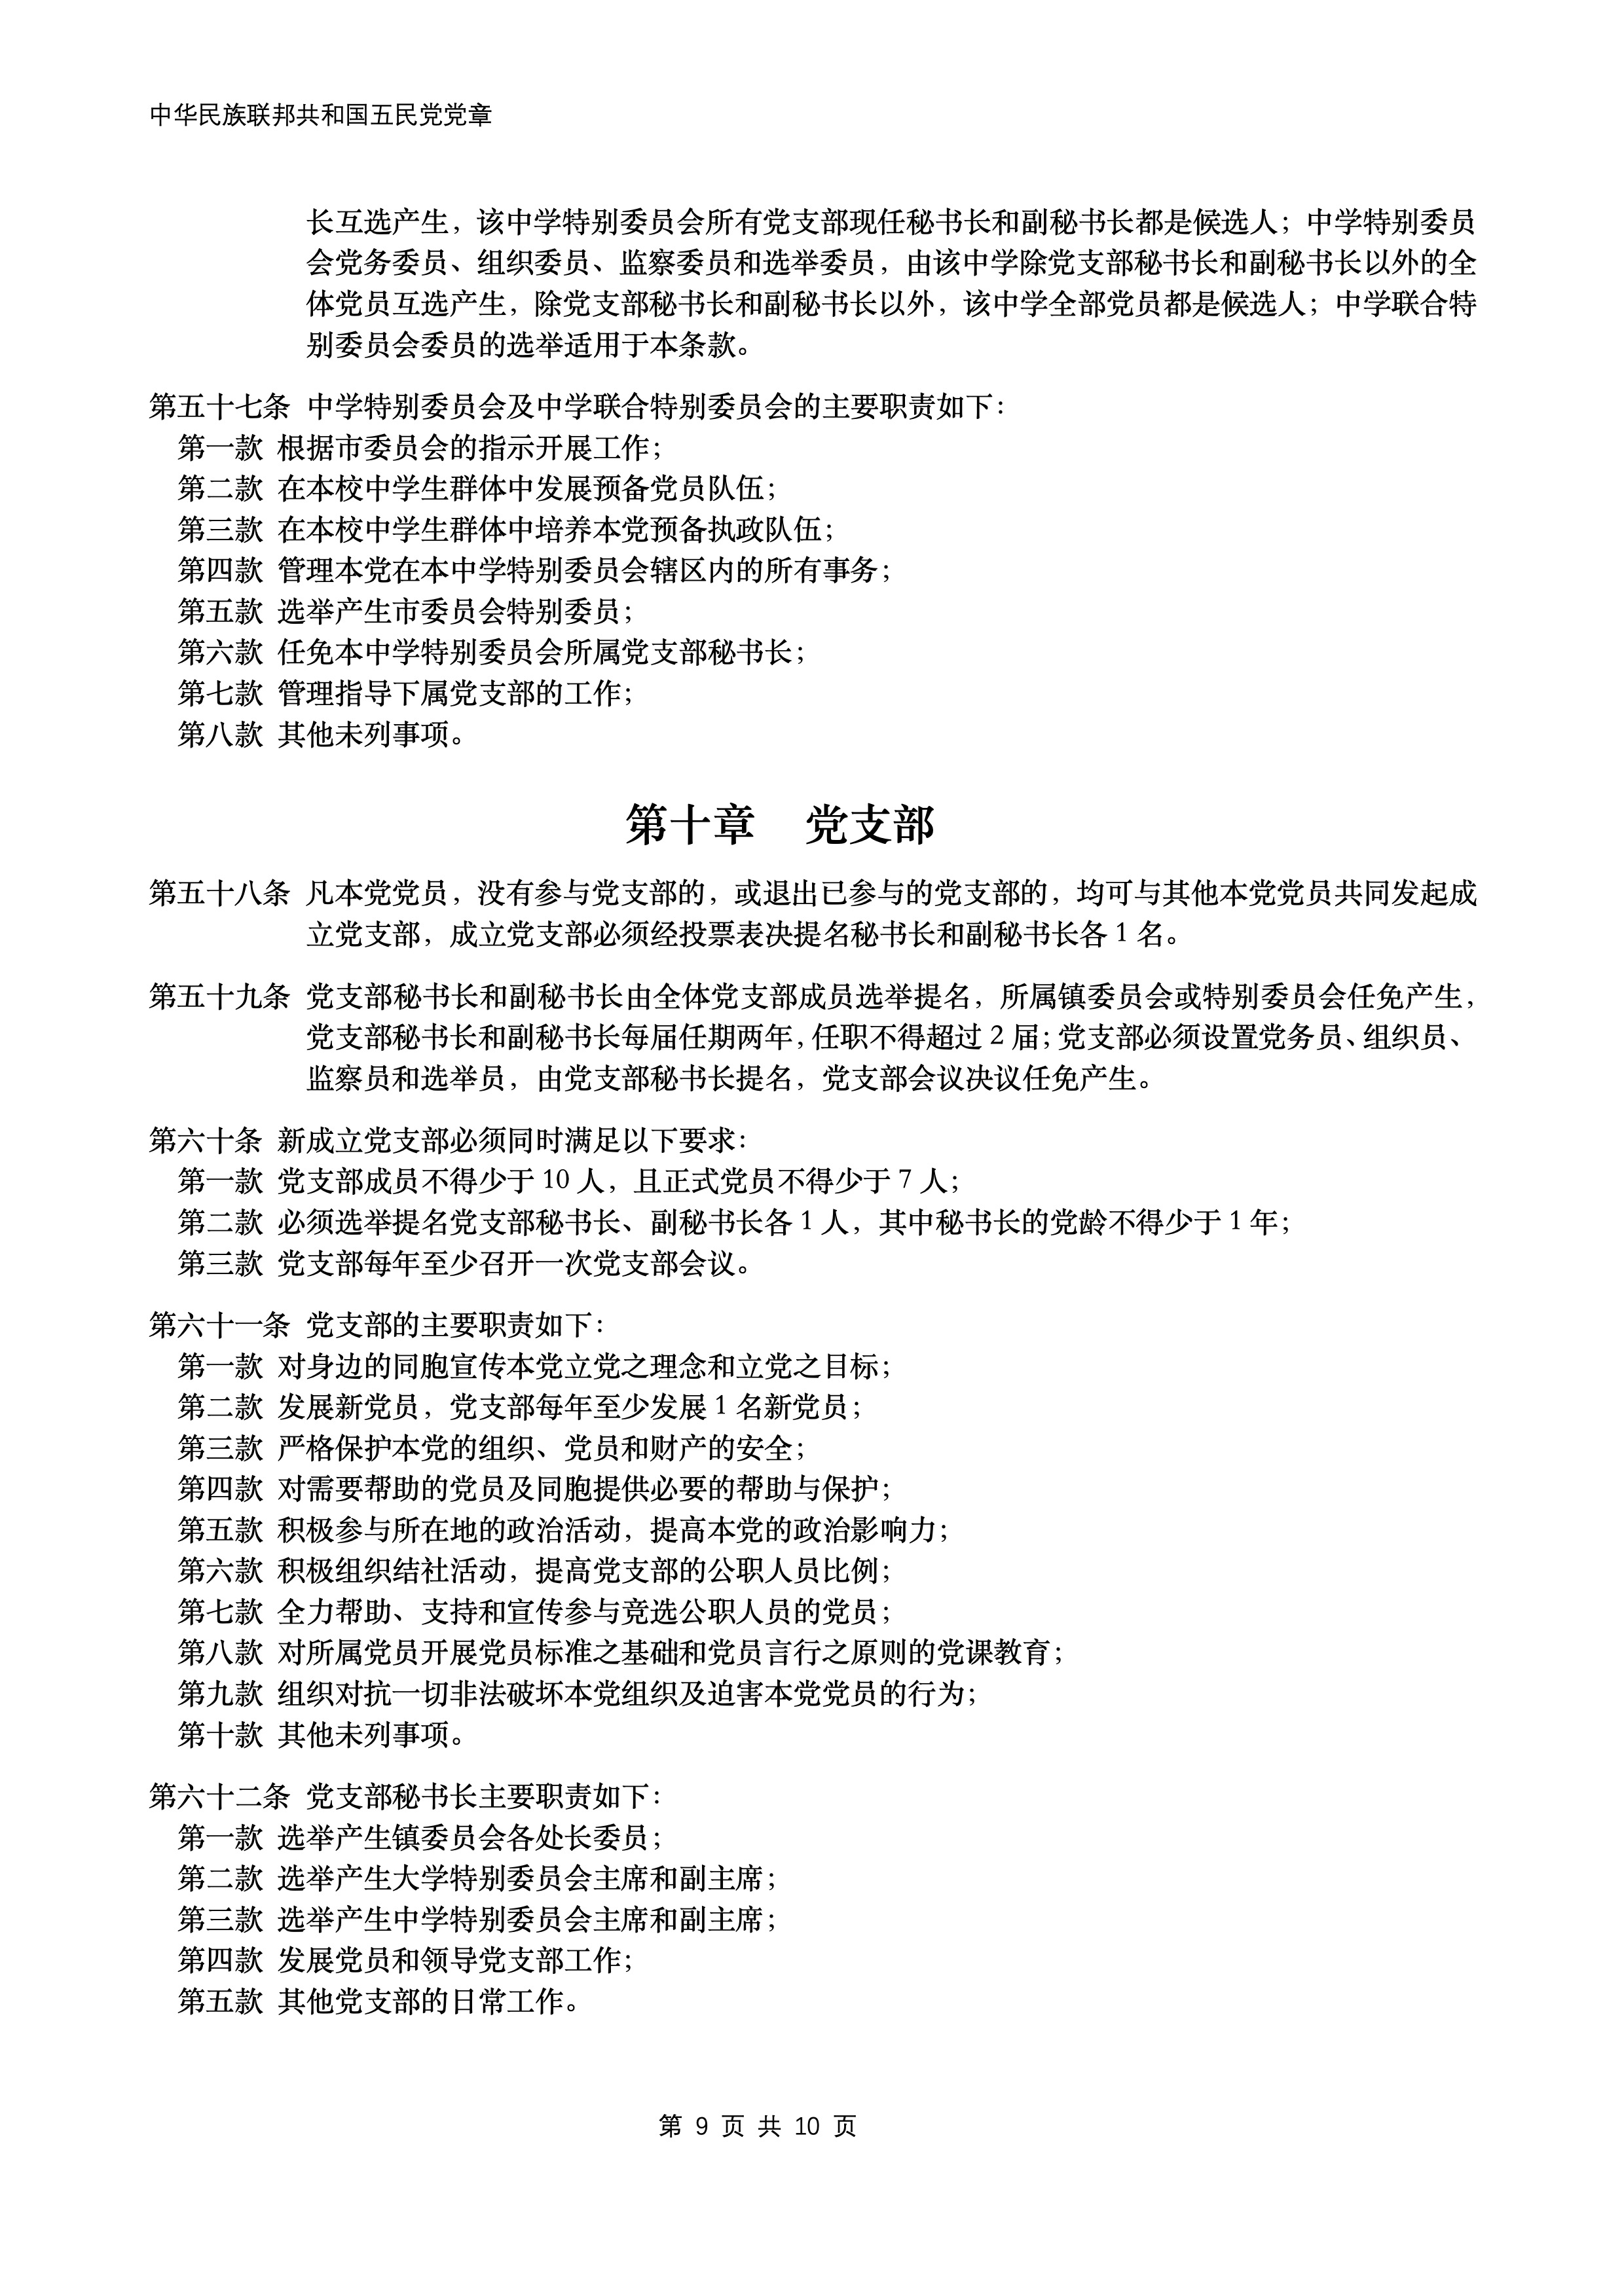 中华民族联邦共和国五民党党章
长互选产生，该中学特别委员会所有党支部现任秘书长和副秘书长都是候选人；中学特别委员
会党务委员、组织委员、监察委员和选举委员，由该中学除党支部秘书长和副秘书长以外的全
体党员互选产生，除党支部秘书长和副秘书长以外，该中学全部党员都是候选人；中学联合特
别委员会委员的选举适用于本条款。
第五十七条 中学特别委员会及中学联合特别委员会的主要职责如下：
第一款 根据市委员会的指示开展工作；
第二款 在本校中学生群体中发展预备党员队伍；
第三款 在本校中学生群体中培养本党预备执政队伍；
第四款 管理本党在本中学特别委员会辖区内的所有事务；
第五款 选举产生市委员会特别委员；
第六款 任免本中学特别委员会所属党支部秘书长；
第七款 管理指导下属党支部的工作；
第八款 其他未列事项。
第十章 党支部
第五十八条 凡本党党员，没有参与党支部的，或退出已参与的党支部的，均可与其他本党党员共同发起成
立党支部，成立党支部必须经投票表决提名秘书长和副秘书长各 1 名。
第五十九条 党支部秘书长和副秘书长由全体党支部成员选举提名，所属镇委员会或特别委员会任免产生，
党支部秘书长和副秘书长每届任期两年，任职不得超过 2 届；党支部必须设置党务员、组织员、
监察员和选举员，由党支部秘书长提名，党支部会议决议任免产生。
第六十条 新成立党支部必须同时满足以下要求：
第一款 党支部成员不得少于 10 人，且正式党员不得少于 7 人；
第二款 必须选举提名党支部秘书长、副秘书长各 1 人，其中秘书长的党龄不得少于 1 年；
第三款 党支部每年至少召开一次党支部会议。
第六十一条 党支部的主要职责如下：
第一款 对身边的同胞宣传本党立党之理念和立党之目标；
第二款 发展新党员，党支部每年至少发展 1 名新党员；
第三款 严格保护本党的组织、党员和财产的安全；
第四款 对需要帮助的党员及同胞提供必要的帮助与保护；
第五款 积极参与所在地的政治活动，提高本党的政治影响力；
第六款 积极组织结社活动，提高党支部的公职人员比例；
第七款 全力帮助、支持和宣传参与竞选公职人员的党员；
第八款 对所属党员开展党员标准之基础和党员言行之原则的党课教育；
第九款 组织对抗一切非法破坏本党组织及迫害本党党员的行为；
第十款 其他未列事项。
第六十二条 党支部秘书长主要职责如下：
第一款 选举产生镇委员会各处长委员；
第二款 选举产生大学特别委员会主席和副主席；
第三款 选举产生中学特别委员会主席和副主席；
第四款 发展党员和领导党支部工作；
第五款 其他党支部的日常工作。
第 9 页 共 10 页